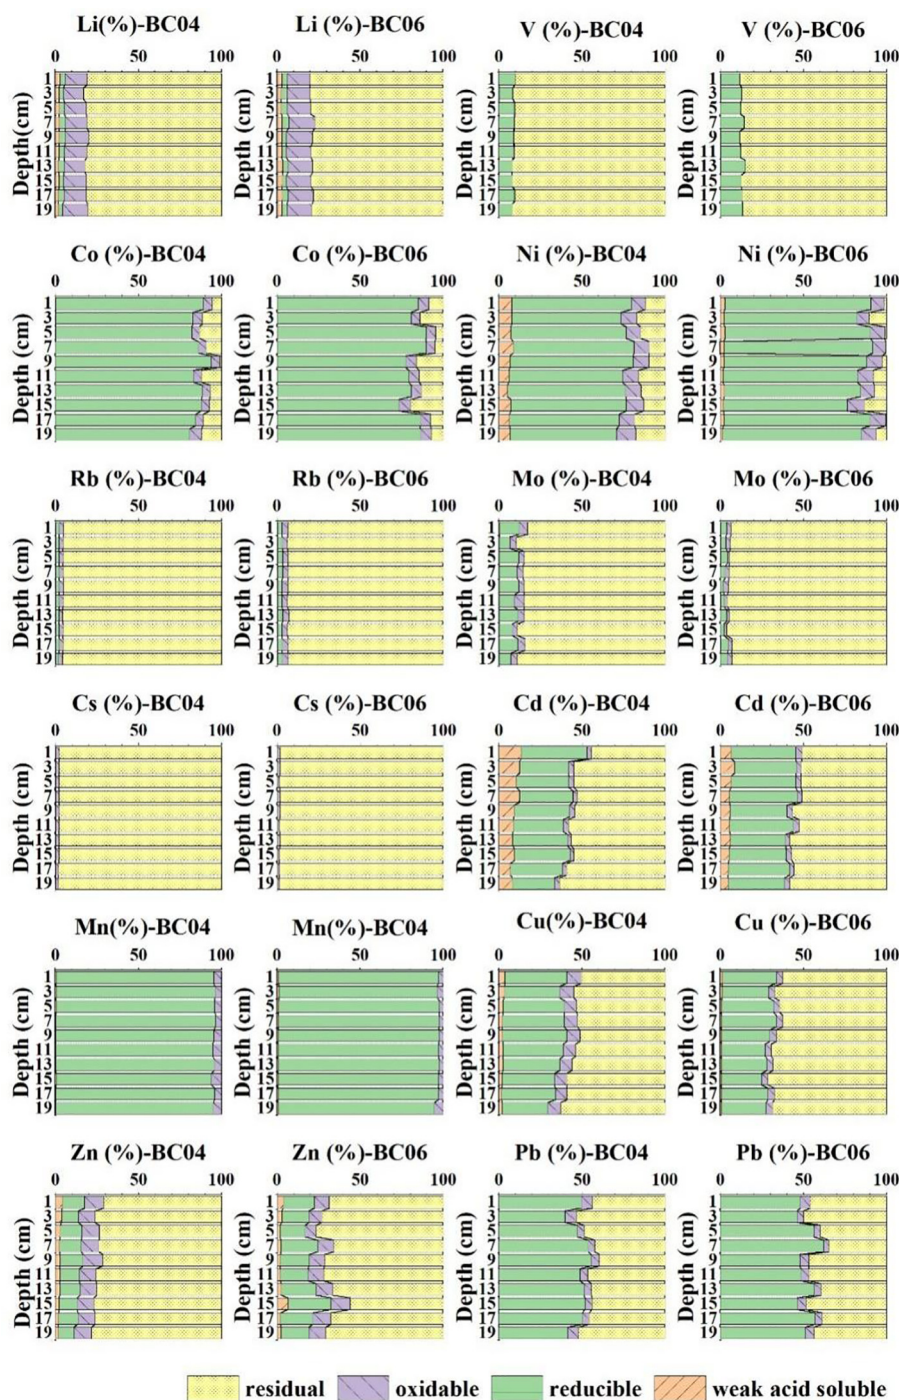 Li(%)-BC04 Li (%)-BC06 V (%)-BC04 V (%)-BC06
0 50 100 0 50 100 0 50 100 0 50 100
Depth(cm) 1 3 5 7 9 11 13 15 17 19 Depth (cm) 1 3 5 7 9 11 13 15 17 19 Depth (cm) 1 3 5 7 9 11 13 15 17 19 Depth (cm) 1 3 5 7 9 11 13 15 17 19
Co (%)-BC04 Co (%)-BC06 Ni (%)-BC04 Ni (%)-BC06
0 50 100 0 50 100 0 50 100 0 50 100
Depth (cm) 1 3 5 7 9 11 13 15 17 19 Depth (cm) 1 3 5 7 9 11 13 15 17 19 Depth (cm) 1 3 5 7 9 11 13 15 17 19 Depth (cm) 1 3 5 7 9 11 13 15 17 19
Rb (%)-BC04 Rb (%)-BC06 Mo (%)-BC04 Mo (%)-BC06
0 50 100 0 50 100 0 50 100 0 50 100
Depth (cm) 1 3 5 7 9 11 13 15 17 19 Depth (cm) 1 3 5 7 9 11 13 15 17 19 Depth (cm) 1 3 5 7 9 11 13 15 17 19 Depth (cm) 1 3 5 7 9 11 13 15 17 19
Cs (%)-BC04 Cs (%)-BC06 Cd (%)-BC04 Cd (%)-BC06
0 50 100 0 50 100 0 50 100 0 50 100
Depth (cm) 1 3 5 7 9 11 13 15 17 19 Depth (cm) 1 3 5 7 9 11 13 15 17 19 Depth (cm) 1 3 5 7 9 11 13 15 17 19 Depth (cm) 1 3 5 7 9 11 13 15 17 19
Mn(%)-BC04 Mn(%)-BC04 Cu(%)-BC04 Cu (%)-BC06
0 50 100 0 50 100 0 50 100 0 50 100
Depth (cm) 1 3 5 7 9 11 13 15 17 19 Depth (cm) 1 3 5 7 9 11 13 15 17 19 Depth (cm) 1 3 5 7 9 11 13 15 17 19 Depth (cm) 1 3 5 7 9 11 13 15 17 19
Zn (%)-BC04 Zn (%)-BC06 Pb (%)-BC04 Pb (%)-BC06
0 50 100 0 50 100 0 50 100 0 50 100
Depth (cm) 1 3 5 7 9 11 13 15 17 19 Depth (cm) 1 3 5 7 9 11 13 15 17 19 Depth (cm) 1 3 5 7 9 11 13 15 17 19 Depth (cm) 1 3 5 7 9 11 13 15 17 19
residual oxidable reducible weak acid soluble